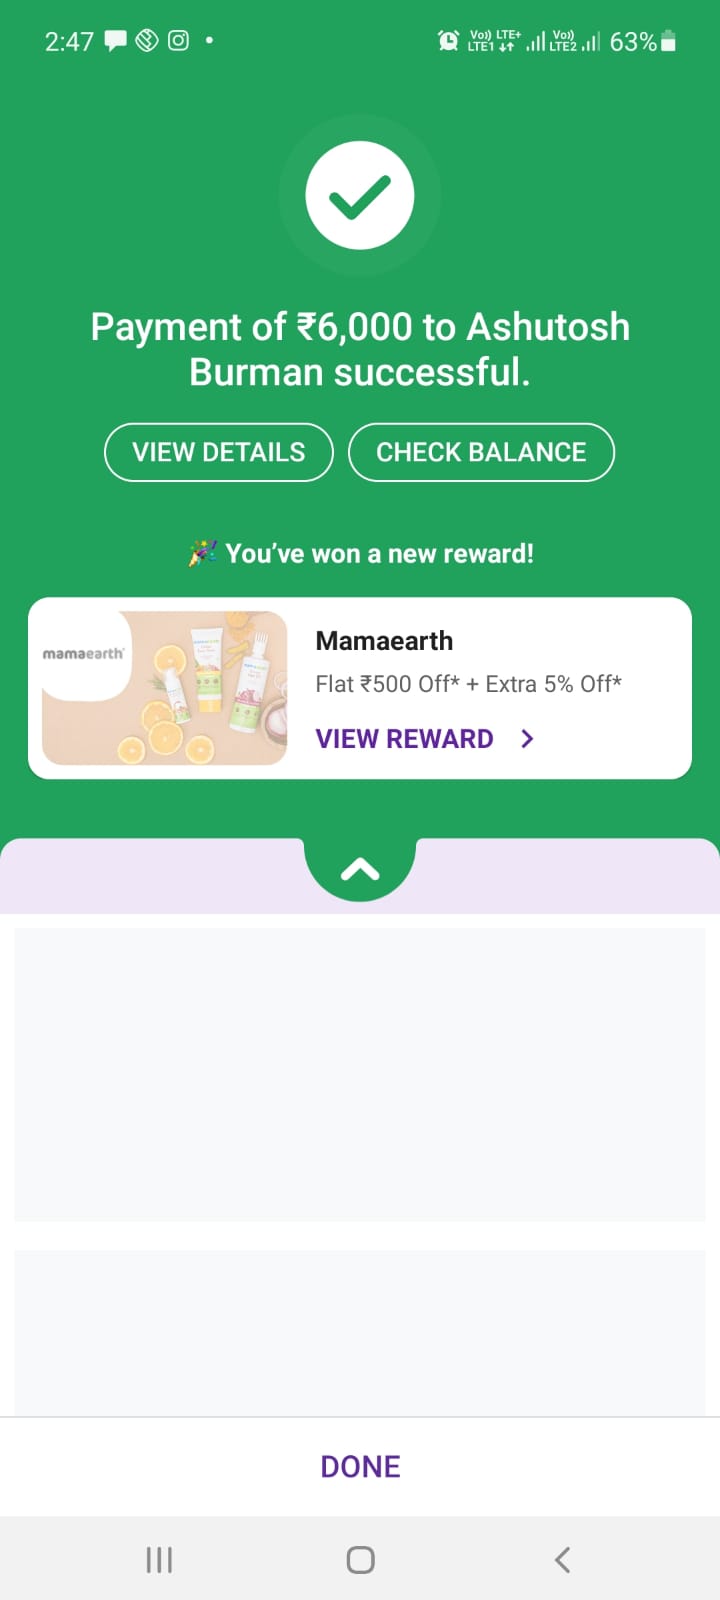 2:47
Vo)) LTE+
LTE1
Vo))
LTE2
63%
Payment of ₹6,000 to Ashutosh
Burman successful.
VIEW DETAILS
CHECK BALANCE
You’ve won a new reward!
mamaearth
Mamaearth
Flat ₹500 Off* + Extra 5% Off*
VIEW REWARD
DONE